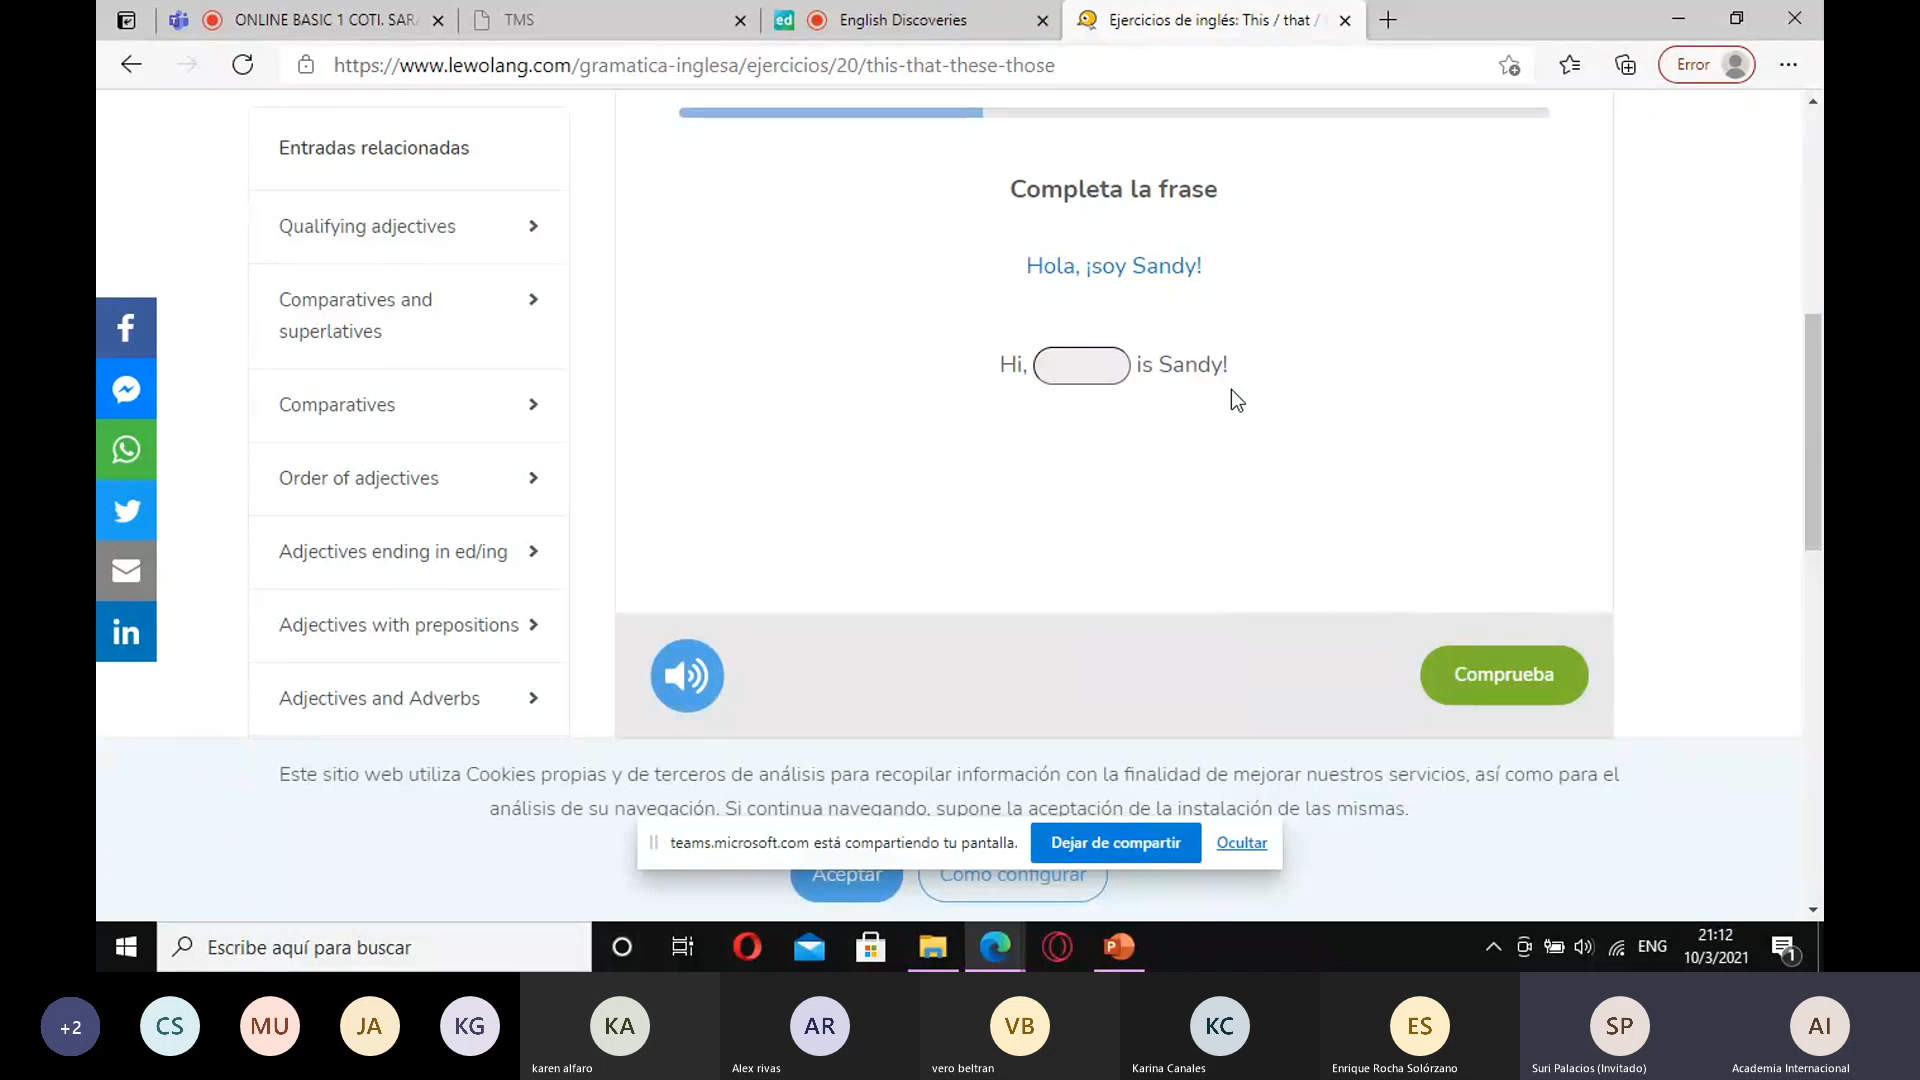 ONLINE BASIC 1 COTI. SAR
TMS
ed
English Discoveries
Ejercicios de inglés: This / that /
https://www.lewolang.com/gramatica-inglesa/ejercicios/20/this-that-these-those
Error
Entradas relacionadas
Qualifying adjectives
Comparatives and
superlatives
Comparatives
Order of adjectives
Adjectives ending in ed/ing
Adjectives with prepositions
Adjectives and Adverbs
Completa la frase
Hola, ¡soy Sandy!
Hi, is Sandy!
Comprueba
Este sitio web utiliza Cookies propias y de terceros de análisis para recopilar información con la finalidad de mejorar nuestros servicios, así como para el
análisis de su navegación. Si continua navegando, supone la aceptación de la instalación de las mismas.
teams.microsoft.com está compartiendo tu pantalla.
Dejar de compartir
Ocultar
Aceptar
Como configurar
Escribe aquí para buscar
ENG
21:12
10/3/2021
1
+2
CS
MU
JA
KG
KA
karen alfaro
AR
Alex rivas
VB
vero beltran
KC
Karina Canales
ES
Enrique Rocha Solórzano
SP
Suri Palacios (Invitado)
AI
Academia Internacional